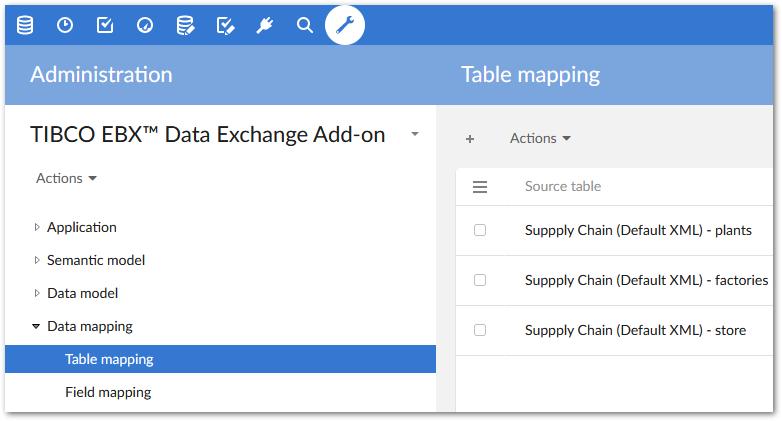 Administration
Table mapping
TIBCO EBX™ Data Exchange Add-on
Actions
Application
Semantic model
Data model
Data mapping
Table mapping
Field mapping
Actions
Source table
Suppply Chain (Default XML) - plants
Suppply Chain (Default XML) - factories
Suppply Chain (Default XML) - store